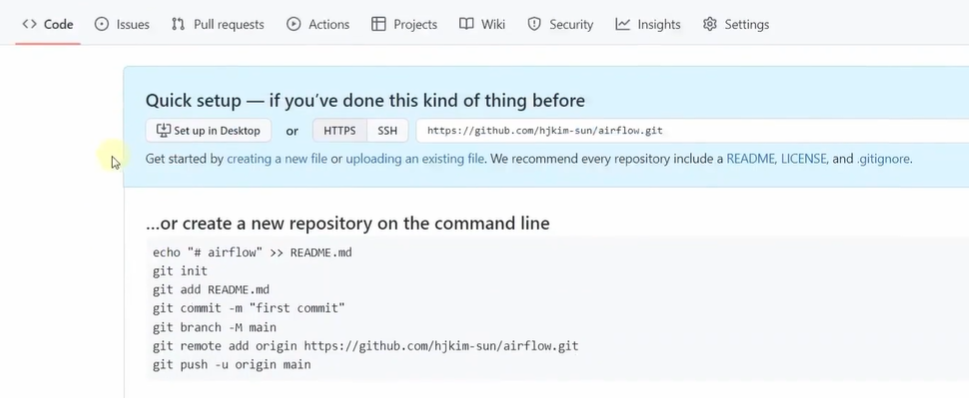 Code Issues Pull requests Actions Projects Wiki Security Insights Settings
Quick setup — if you've done this kind of thing before
Set up in Desktop or HTTPS SSH https://github.com/hjkim-sun/airflow.git
Get started by creating a new file or uploading an existing file. We recommend every repository include a README, LICENSE, and .gitignore.
...or create a new repository on the command line
echo "# airflow" >> README.md
git init
git add README.md
git commit -m "first commit"
git branch -M main
git remote add origin https://github.com/hjkim-sun/airflow.git
git push -u origin main